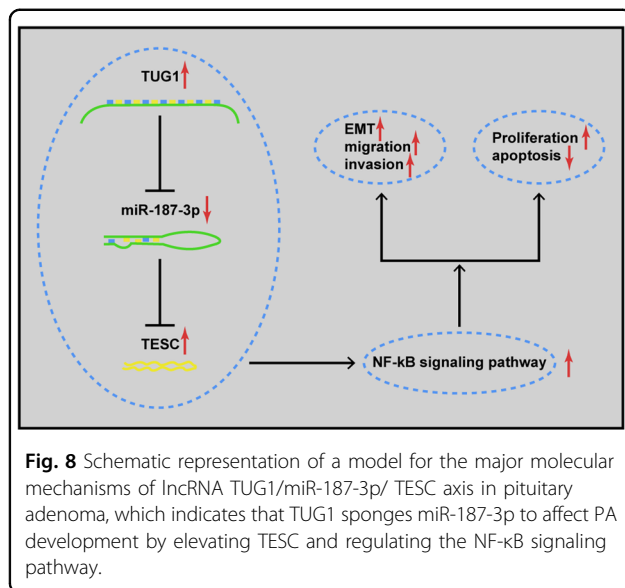 TUG1
miR-187-3p
TESC
EMT
migration
invasion
Proliferation
apoptosis
NF-kB signaling pathway
Fig. 8 Schematic representation of a model for the major molecular
mechanisms of lncRNA TUG1/miR-187-3p/ TESC axis in pituitary
adenoma, which indicates that TUG1 sponges miR-187-3p to affect PA
development by elevating TESC and regulating the NF-κB signaling
pathway.